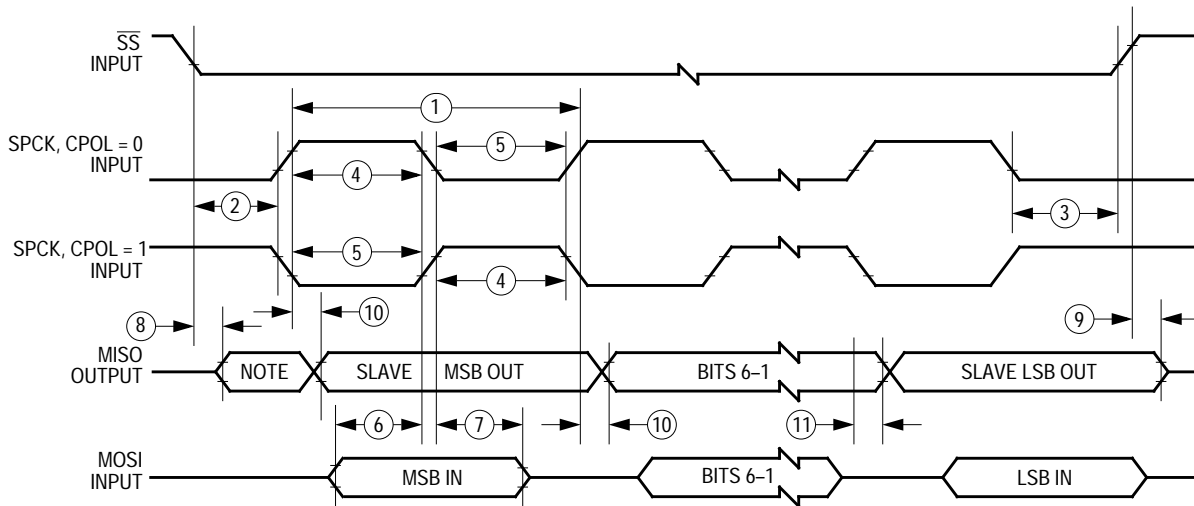 SS
INPUT
1
SPCK, CPOL = 0
INPUT
5
4
2
3
SPCK, CPOL = 1
INPUT
5
4
8
10
9
MISO
OUTPUT
NOTE
SLAVE
MSB OUT
BITS 6–1
SLAVE LSB OUT
6
7
10
11
MOSI
INPUT
MSB IN
BITS 6–1
LSB IN